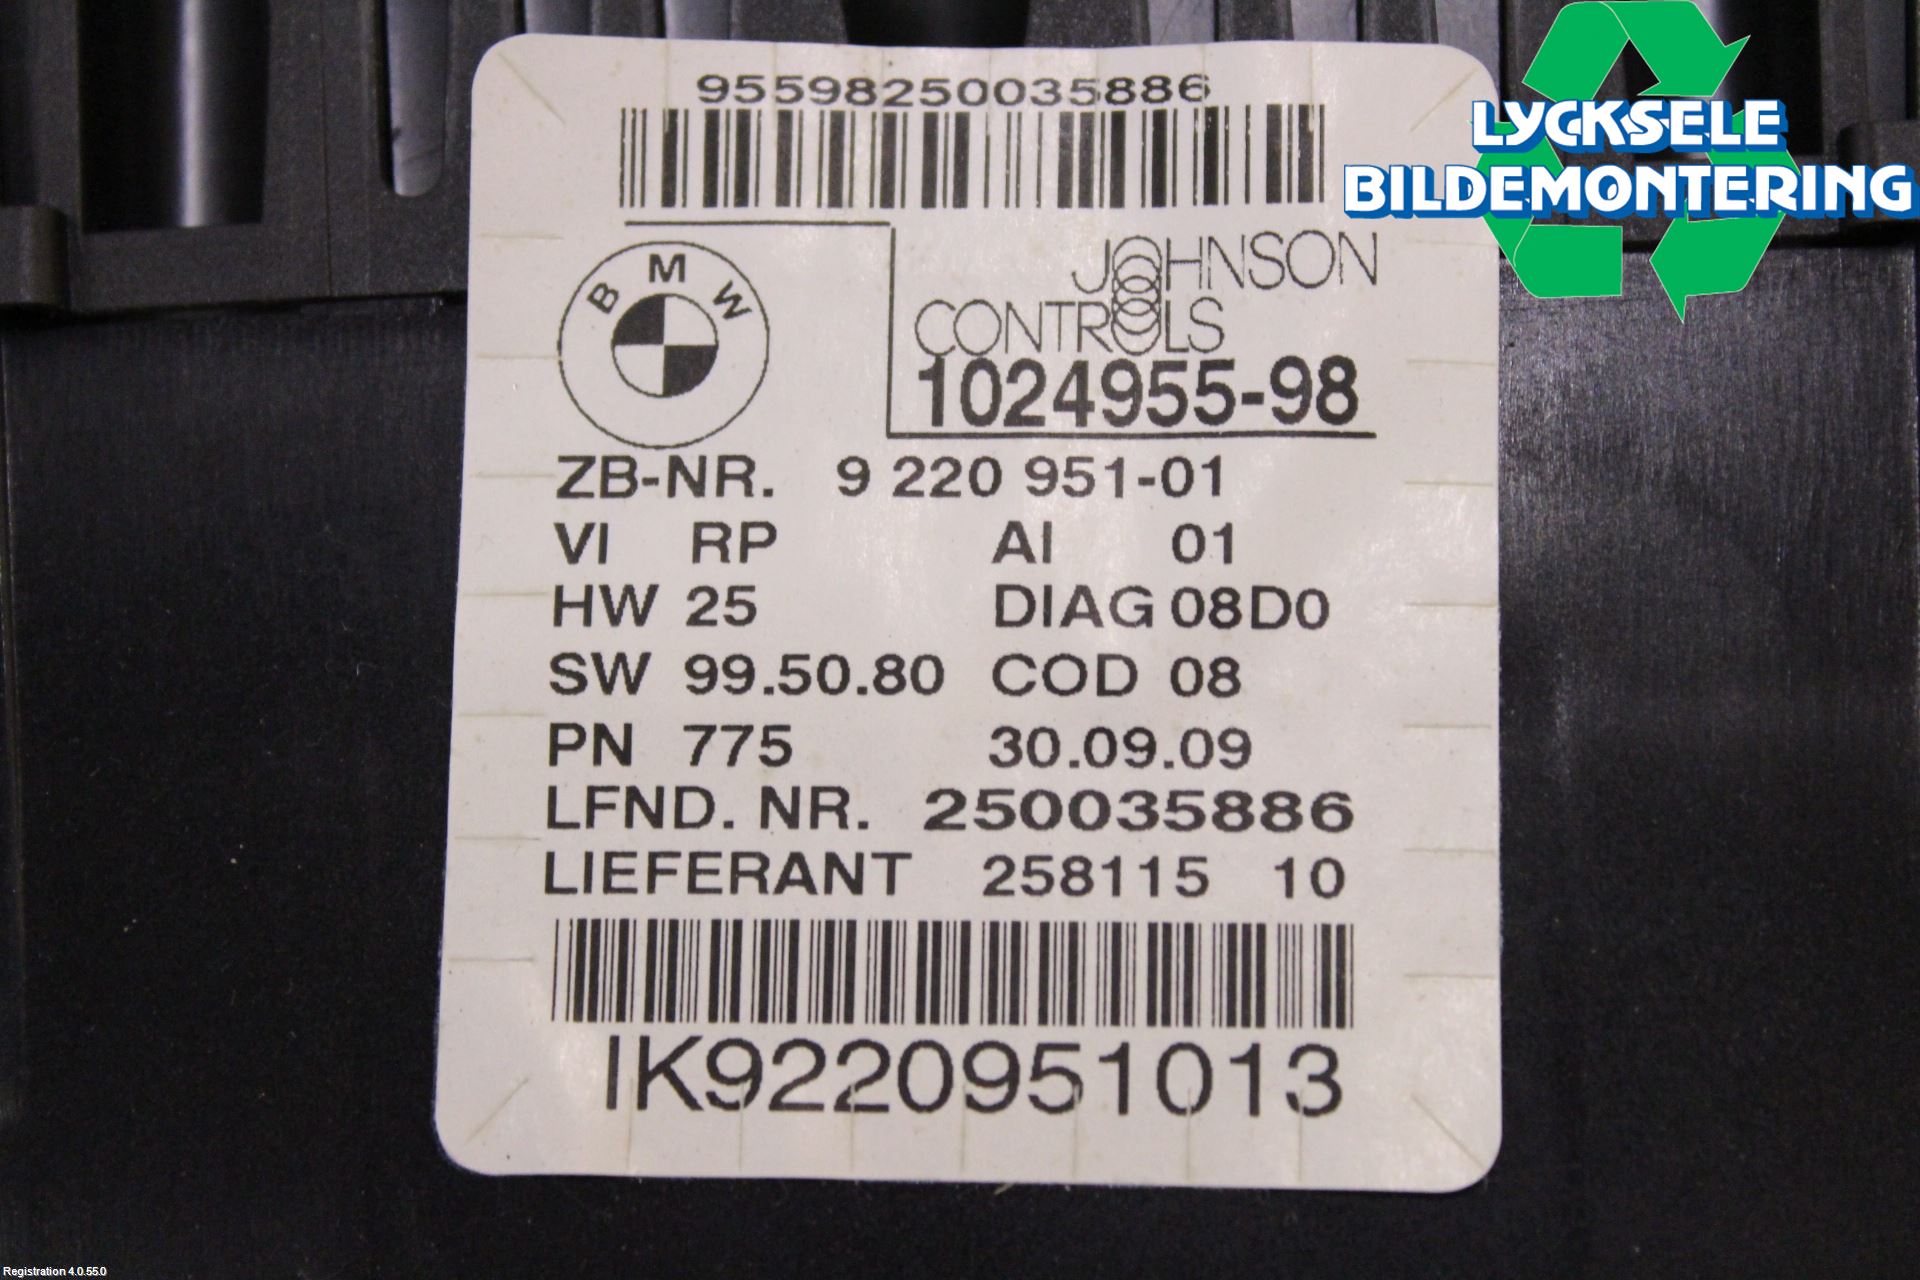 95598250035886
LYCKSELE
BILDEMONTERING
BMW
JOHNSON
CONTROLS
1024955-98
ZB-NR. 9 220 951-01
VI RP AI 01
HW 25 DIAG 08D0
SW 99.50.80 COD 08
PN 775 30.09.09
LFND. NR. 250035886
LIEFERANT 258115 10
IK9220951013
Registration 4.0.55.0